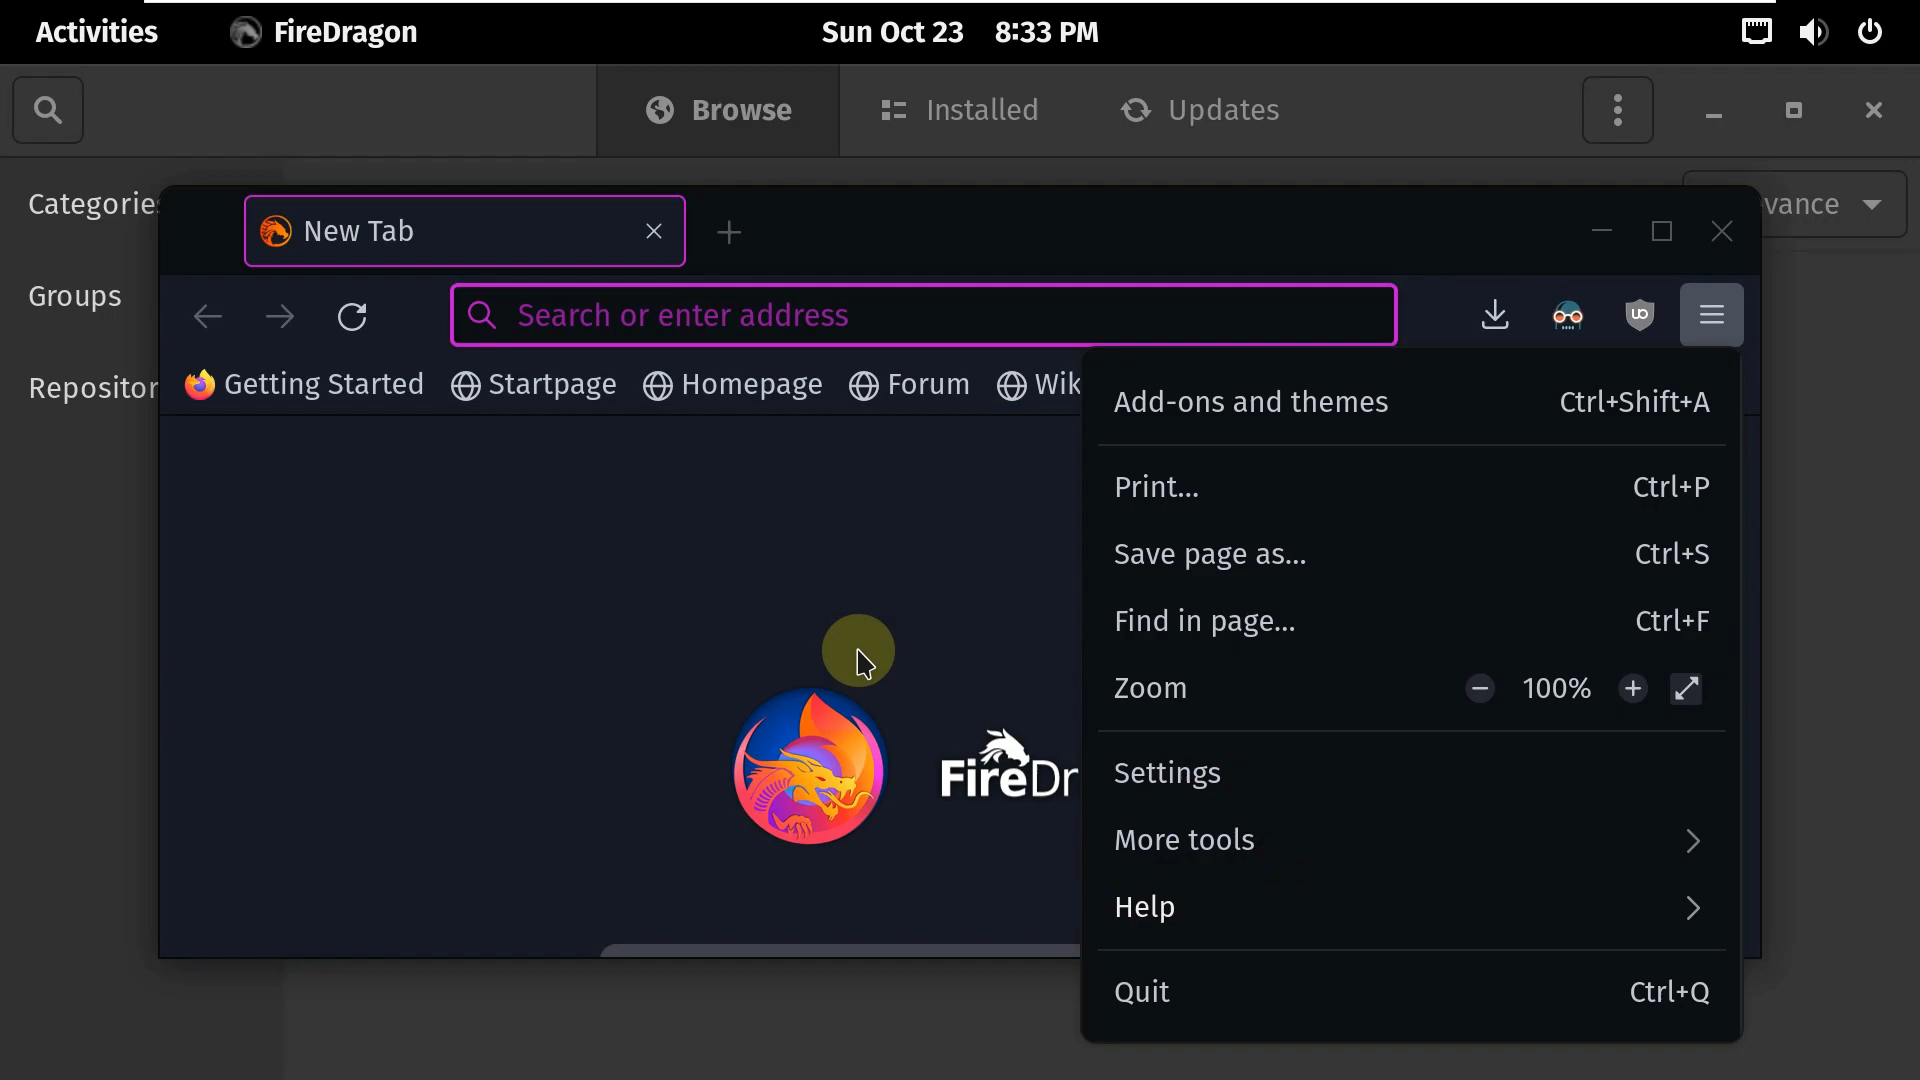 Activities FireDragon Sun Oct 23 8:33 PM
Browse Installed Updates
Categories
vance
New Tab
Groups
Search or enter address
Repositor
Getting Started Startpage Homepage Forum Wik
Add-ons and themes Ctrl+Shift+A
Print... Ctrl+P
Save page as... Ctrl+S
Find in page... Ctrl+F
Zoom 100%
FireDr
Settings
More tools
Help
Quit Ctrl+Q